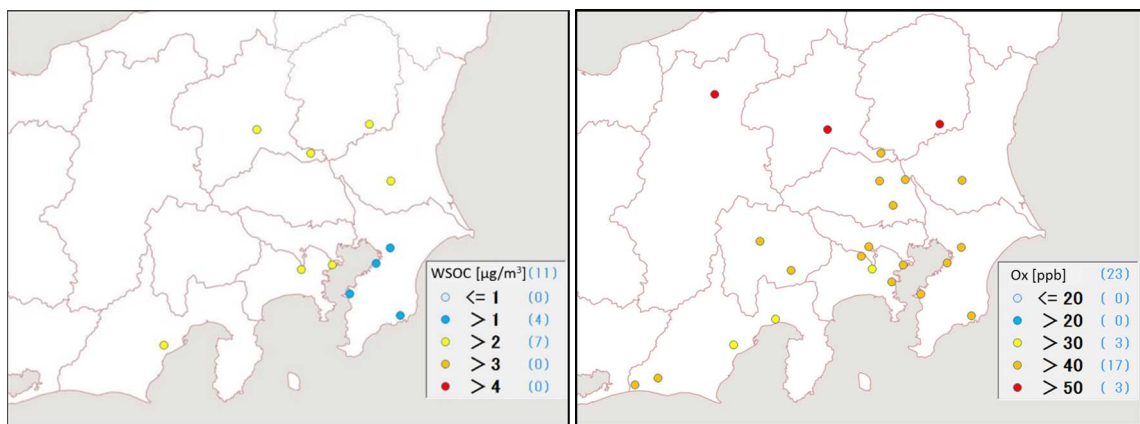 WSOC [μg/m³] (11)
<= 1 (0)
> 1 (4)
> 2 (7)
> 3 (0)
> 4 (0)
Ox [ppb] (23)
<= 20 ( 0)
> 20 ( 0)
> 30 ( 3)
> 40 (17)
> 50 ( 3)